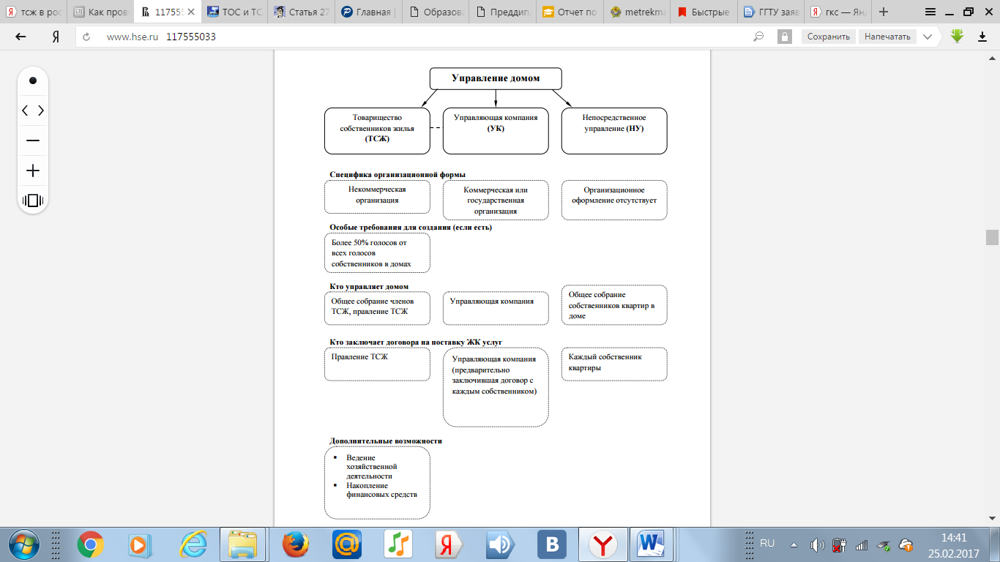 тсж в рос
Как пров
11755
ТОС и ТС
Статья 27
Главная
Образова
Преддипл
Отчет по
metrekma
Быстрые
ГГТУ заяв
гкс — Янд
www.hse.ru 117555033
Сохранить
Напечатать
Управление домом
Товарищество
собственников жилья
(ТСЖ)
Управляющая компания
(УК)
Непосредственное
управление (НУ)
Специфика организационной формы
Некоммерческая
организация
Коммерческая или
государственная
организация
Организационное
оформление отсутствует
Особые требования для создания (если есть)
Более 50% голосов от
всех голосов
собственников в домах
Кто управляет домом
Общее собрание членов
ТСЖ, правление ТСЖ
Управляющая компания
Общее собрание
собственников квартир в
доме
Кто заключает договора на поставку ЖК услуг
Правление ТСЖ
Управляющая компания
(предварительно
заключившая договор с
каждым собственником)
Каждый собственник
квартиры
Дополнительные возможности
▪ Ведение
хозяйственной
деятельности
▪ Накопление
финансовых средств
RU
14:41
25.02.2017